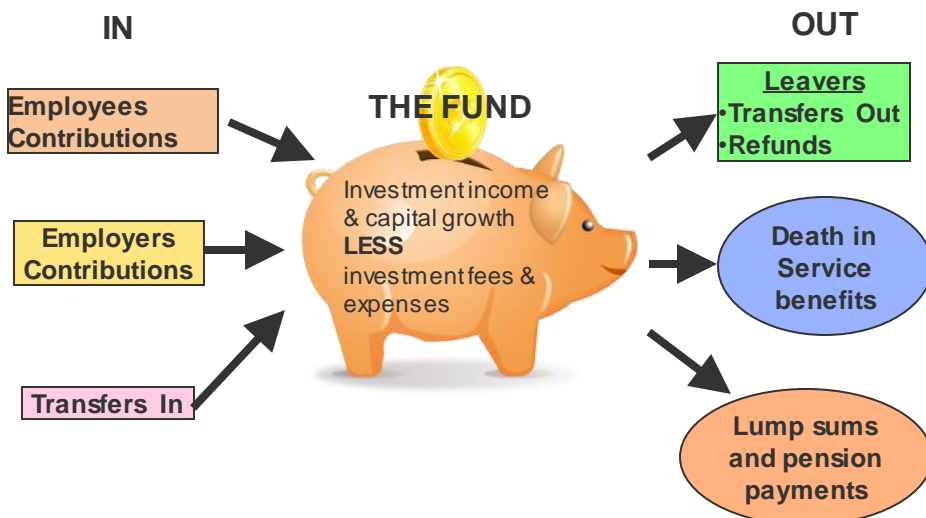 IN
Employees
Contributions
Employers
Contributions
Transfers In
THE FUND
Investment income
& capital growth
LESS
investment fees &
expenses
OUT
Leavers
•Transfers Out
•Refunds
Death in
Service
benefits
Lump sums
and pension
payments